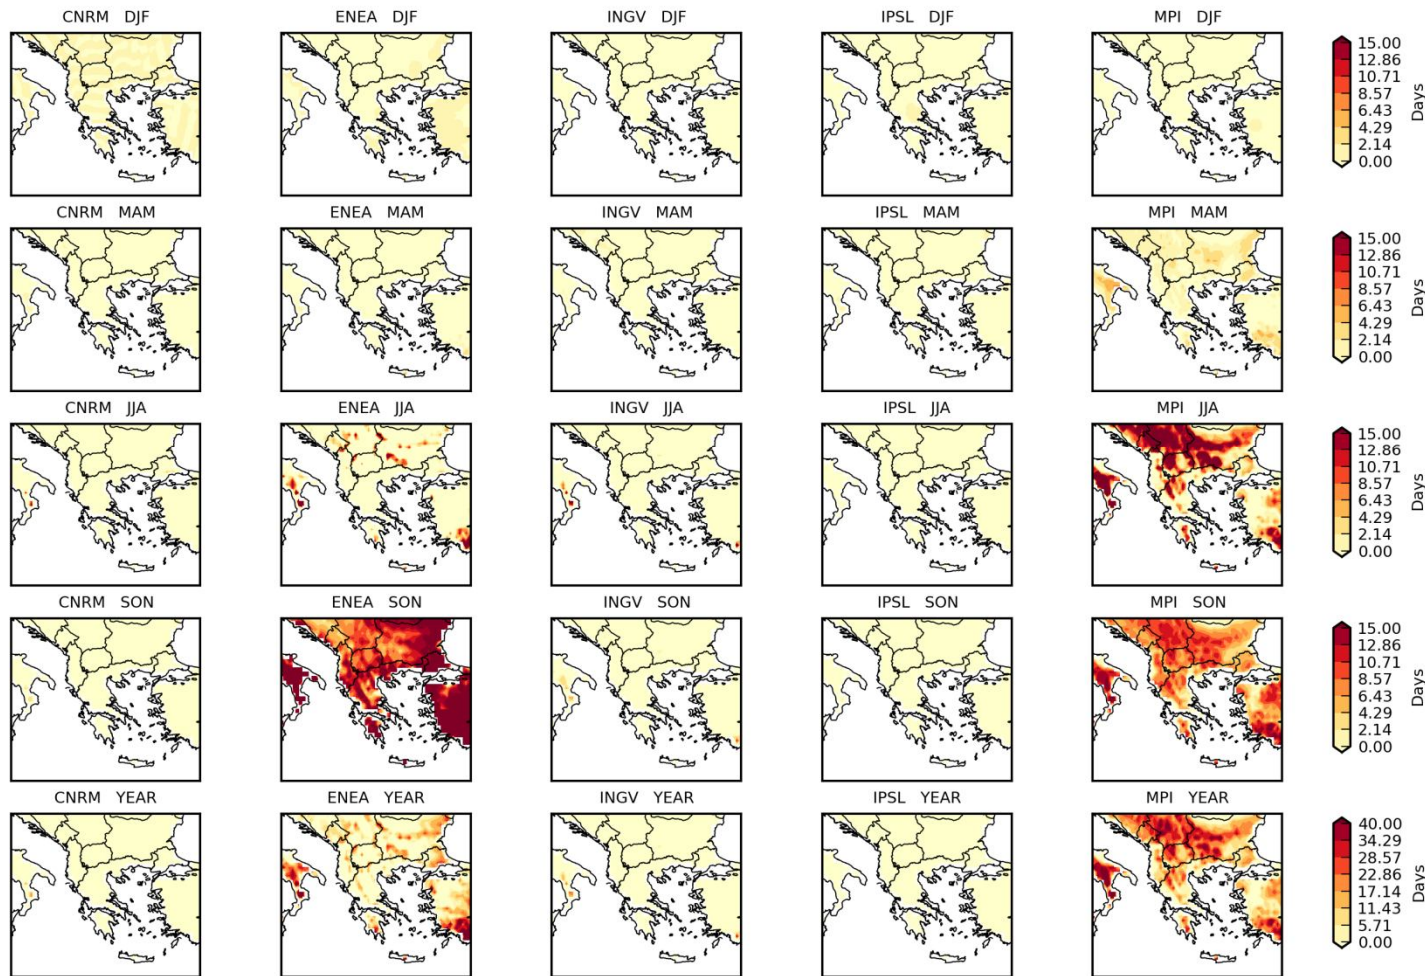 CNRM DJF
ENEA DJF
INGV DJF
IPSL DJF
MPI DJF
15.00
12.86
10.71
8.57
6.43
4.29
2.14
0.00
Days
CNRM MAM
ENEA MAM
INGV MAM
IPSL MAM
MPI MAM
15.00
12.86
10.71
8.57
6.43
4.29
2.14
0.00
Days
CNRM JJA
ENEA JJA
INGV JJA
IPSL JJA
MPI JJA
15.00
12.86
10.71
8.57
6.43
4.29
2.14
0.00
Days
CNRM SON
ENEA SON
INGV SON
IPSL SON
MPI SON
15.00
12.86
10.71
8.57
6.43
4.29
2.14
0.00
Days
CNRM YEAR
ENEA YEAR
INGV YEAR
IPSL YEAR
MPI YEAR
40.00
34.29
28.57
22.86
17.14
11.43
5.71
0.00
Days